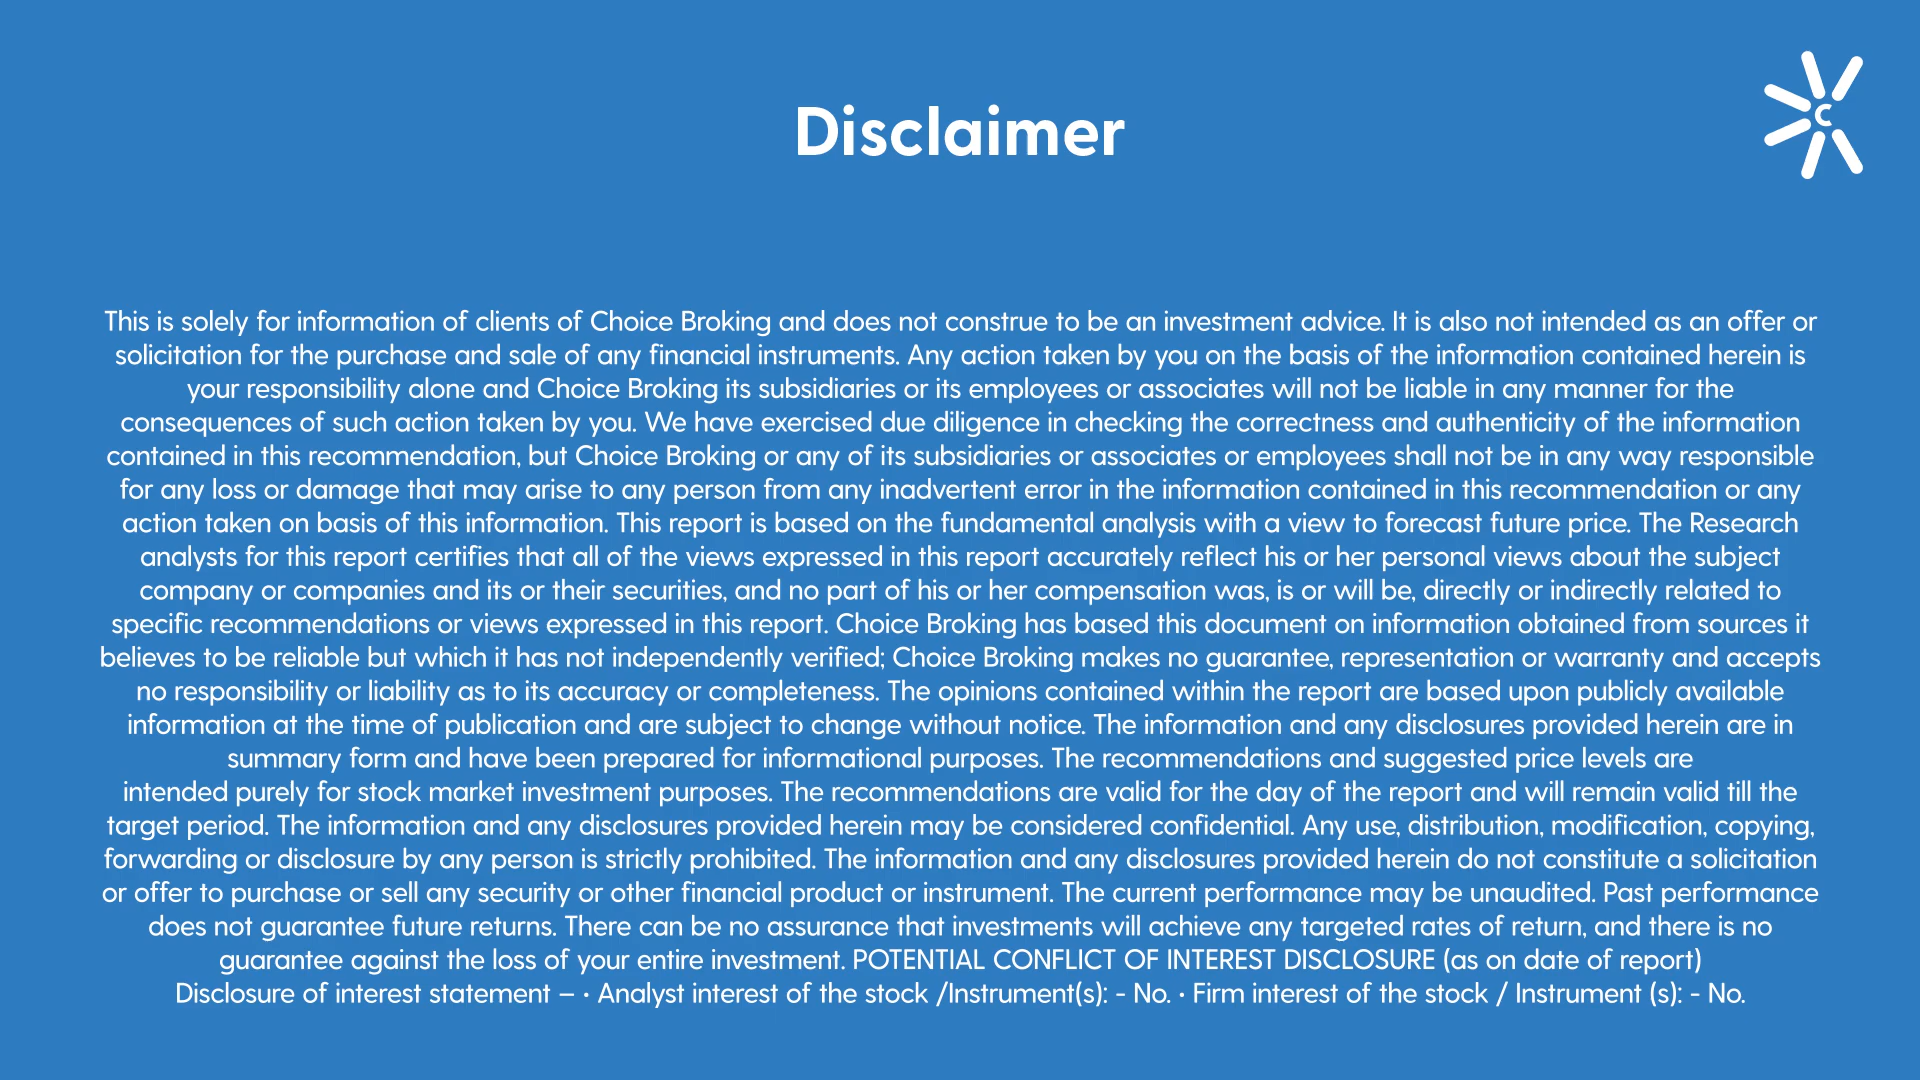 Disclaimer
This is solely for information of clients of Choice Broking and does not construe to be an investment advice. It is also not intended as an offer or
solicitation for the purchase and sale of any financial instruments. Any action taken by you on the basis of the information contained herein is
your responsibility alone and Choice Broking its subsidiaries or its employees or associates will not be liable in any manner for the
consequences of such action taken by you. We have exercised due diligence in checking the correctness and authenticity of the information
contained in this recommendation, but Choice Broking or any of its subsidiaries or associates or employees shall not be in any way responsible
for any loss or damage that may arise to any person from any inadvertent error in the information contained in this recommendation or any
action taken on basis of this information. This report is based on the fundamental analysis with a view to forecast future price. The Research
analysts for this report certifies that all of the views expressed in this report accurately reflect his or her personal views about the subject
company or companies and its or their securities, and no part of his or her compensation was, is or will be, directly or indirectly related to
specific recommendations or views expressed in this report. Choice Broking has based this document on information obtained from sources it
believes to be reliable but which it has not independently verified; Choice Broking makes no guarantee, representation or warranty and accepts
no responsibility or liability as to its accuracy or completeness. The opinions contained within the report are based upon publicly available
information at the time of publication and are subject to change without notice. The information and any disclosures provided herein are in
summary form and have been prepared for informational purposes. The recommendations and suggested price levels are
intended purely for stock market investment purposes. The recommendations are valid for the day of the report and will remain valid till the
target period. The information and any disclosures provided herein may be considered confidential. Any use, distribution, modification, copying,
forwarding or disclosure by any person is strictly prohibited. The information and any disclosures provided herein do not constitute a solicitation
or offer to purchase or sell any security or other financial product or instrument. The current performance may be unaudited. Past performance
does not guarantee future returns. There can be no assurance that investments will achieve any targeted rates of return, and there is no
guarantee against the loss of your entire investment. POTENTIAL CONFLICT OF INTEREST DISCLOSURE (as on date of report)
Disclosure of interest statement – • Analyst interest of the stock /Instrument(s): - No. • Firm interest of the stock / Instrument (s): - No.